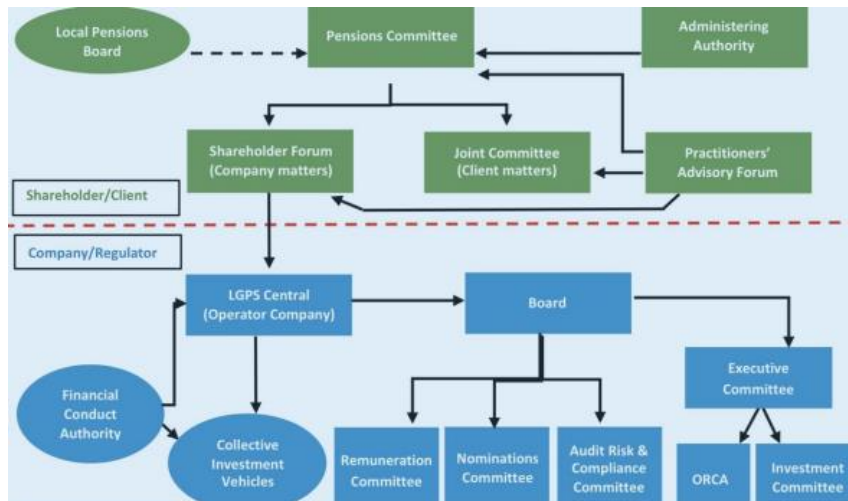 Local Pensions
Board
Pensions Committee
Administering
Authority
Shareholder Forum
(Company matters)
Joint Committee
(Client matters)
Practitioners'
Advisory Forum
Shareholder/Client
Company/Regulator
LGPS Central
(Operator Company)
Board
Executive
Committee
Financial
Conduct
Authority
Collective
Investment
Vehicles
Remuneration
Committee
Nominations
Committee
Audit Risk &
Compliance
Committee
ORCA
Investment
Committee